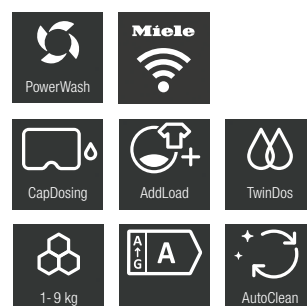 PowerWash
Miele
CapDosing
AddLoad
TwinDos
1- 9 kg
A
G
A
AutoClean